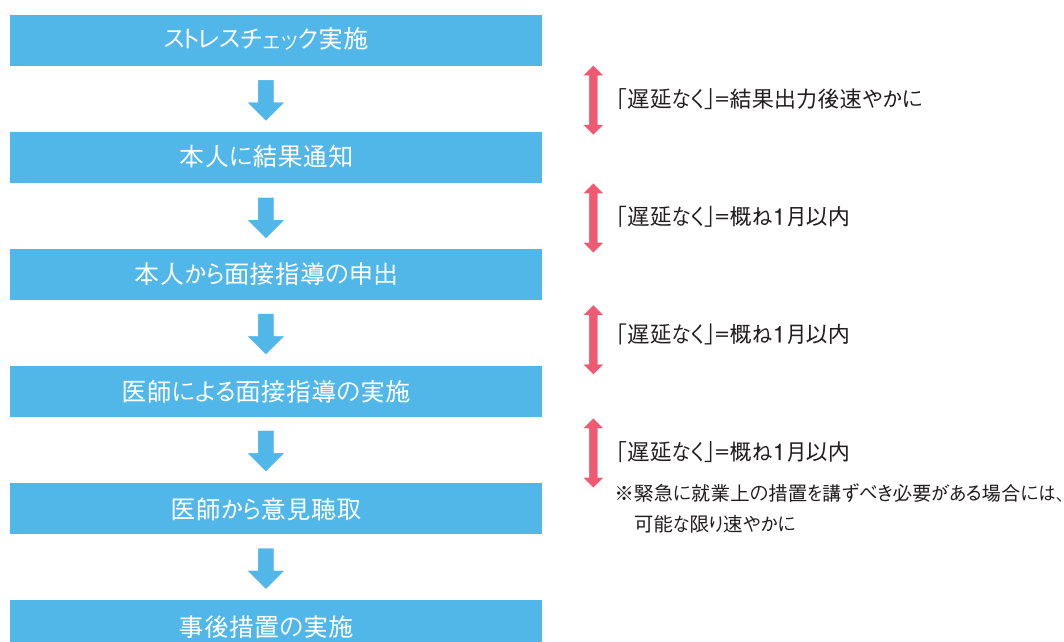 ストレスチェック実施
「遅延なく」=結果出力後速やかに
本人に結果通知
「遅延なく」=概ね1月以内
本人から面接指導の申出
「遅延なく」=概ね1月以内
医師による面接指導の実施
「遅延なく」=概ね1月以内
※緊急に就業上の措置を講ずべき必要がある場合には、
可能な限り速やかに
医師から意見聴取
事後措置の実施